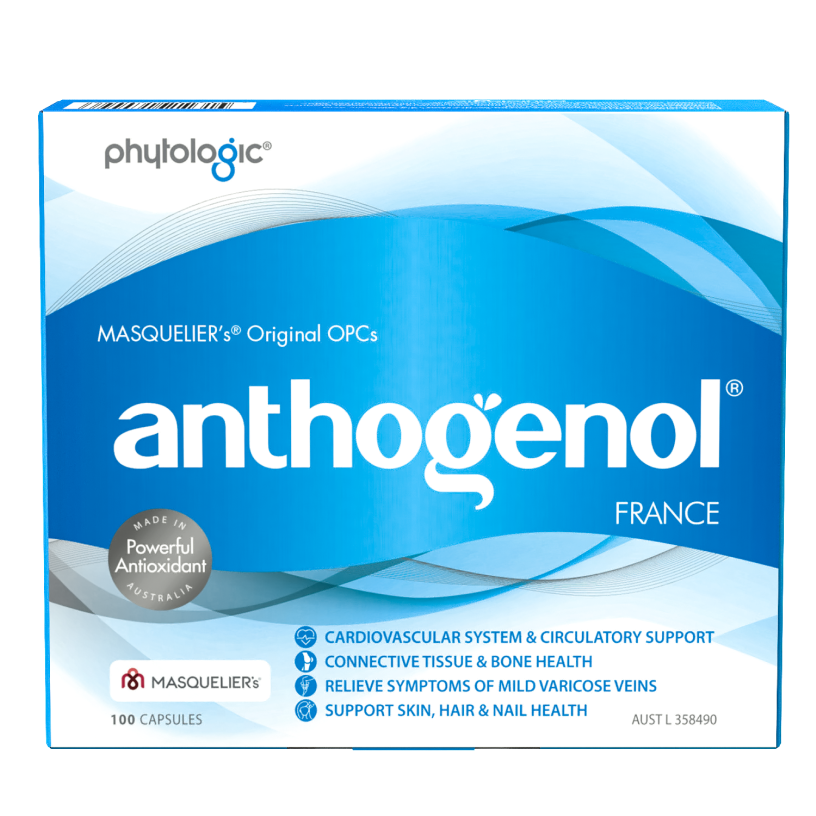 phytologic®
MASQUELIER's® Original OPCs
anthogenol®
FRANCE
MADE IN
Powerful
Antioxidant
AUSTRALIA
CARDIOVASCULAR SYSTEM & CIRCULATORY SUPPORT
CONNECTIVE TISSUE & BONE HEALTH
RELIEVE SYMPTOMS OF MILD VARICOSE VEINS
SUPPORT SKIN, HAIR & NAIL HEALTH
MASQUELIER's®
100 CAPSULES
AUST L 358490